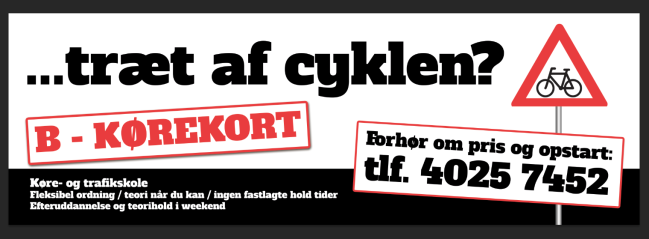 ...træt af cyklen?
B - KØREKORT
Forhør om pris og opstart:
tlf. 4025 7452
Køre- og trafikskole
Fleksibel ordning / teori når du kan / ingen fastlagte hold tider
Efteruddannelse og teorihold i weekend